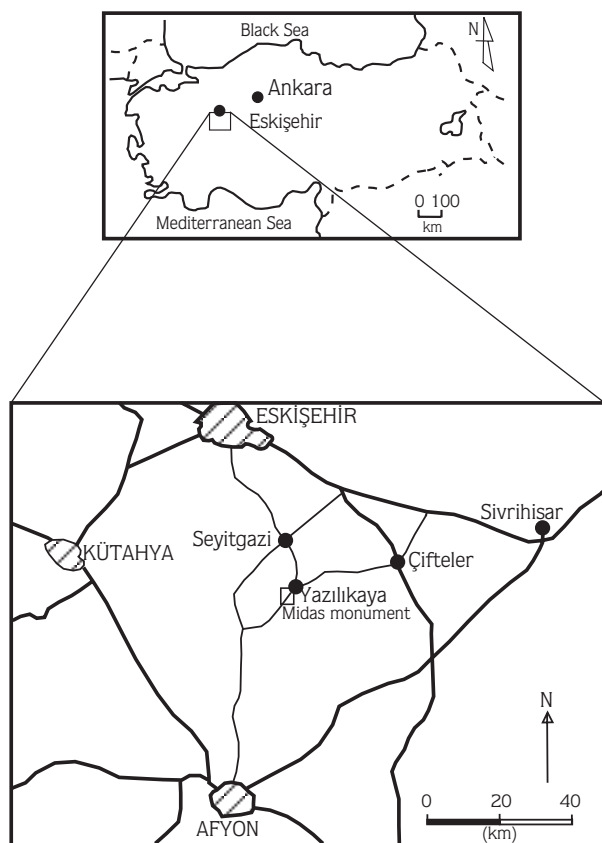 Black Sea
N
Ankara
Eskişehir
0 100
km
Mediterranean Sea
ESKİŞEHİR
Sivrihisar
Seyitgazi
KÜTAHYA
Çifteler
Yazılıkaya
Midas monument
N
0 20 40
(km)
AFYON